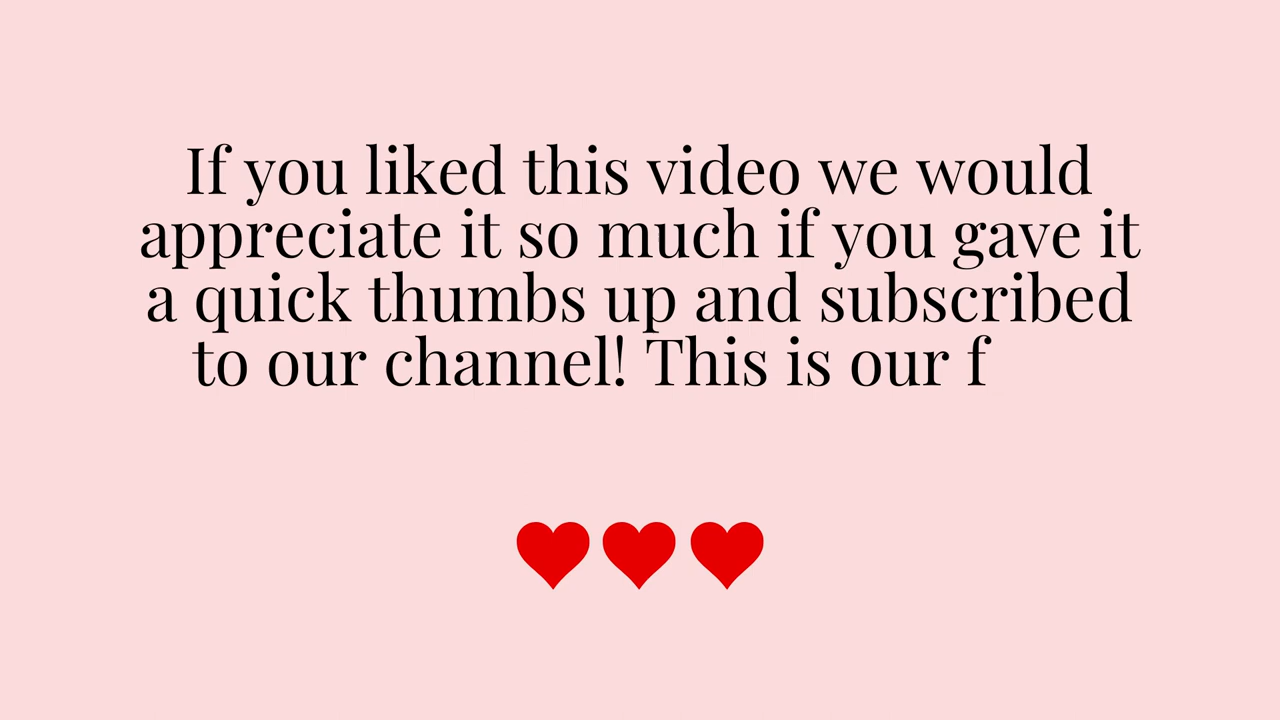 If you liked this video we would
appreciate it so much if you gave it
a quick thumbs up and subscribed
to our channel! This is our f